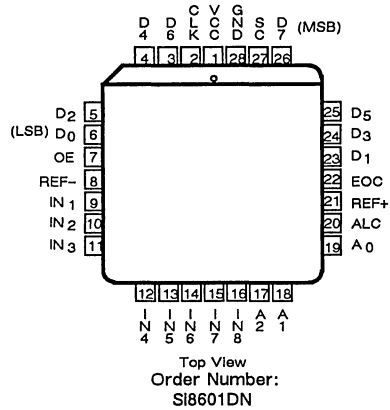 D4 D6 CLK VCC GND SC D7 (MSB)
4 3 2 1 28 27 26
D2 5 25 D5
(LSB) D0 6 24 D3
OE 7 23 D1
REF- 8 22 EOC
IN1 9 21 REF+
IN2 10 20 ALC
IN3 11 19 A0
12 13 14 15 16 17 18
IN4 IN5 IN6 IN7 IN8 A2 A1
Top View
Order Number:
Si8601DN